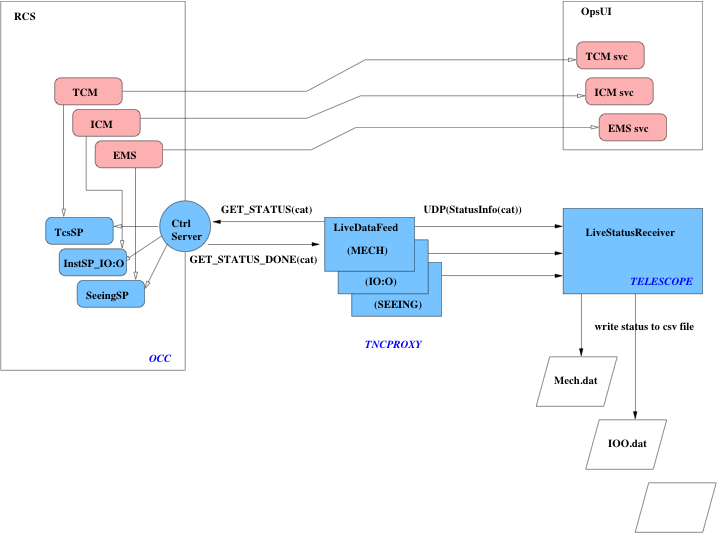 RCS
OpsUI
TCM
ICM
EMS
TCM svc
ICM svc
EMS svc
TcsSP
InstSP_IO:O
SeeingSP
Ctrl
Server
GET_STATUS(cat)
GET_STATUS_DONE(cat)
LiveDataFeed
(MECH)
(IO:O)
(SEEING)
UDP(StatusInfo(cat))
LiveStatusReceiver
TELESCOPE
OCC
TNCPROXY
write status to csv file
Mech.dat
IOO.dat